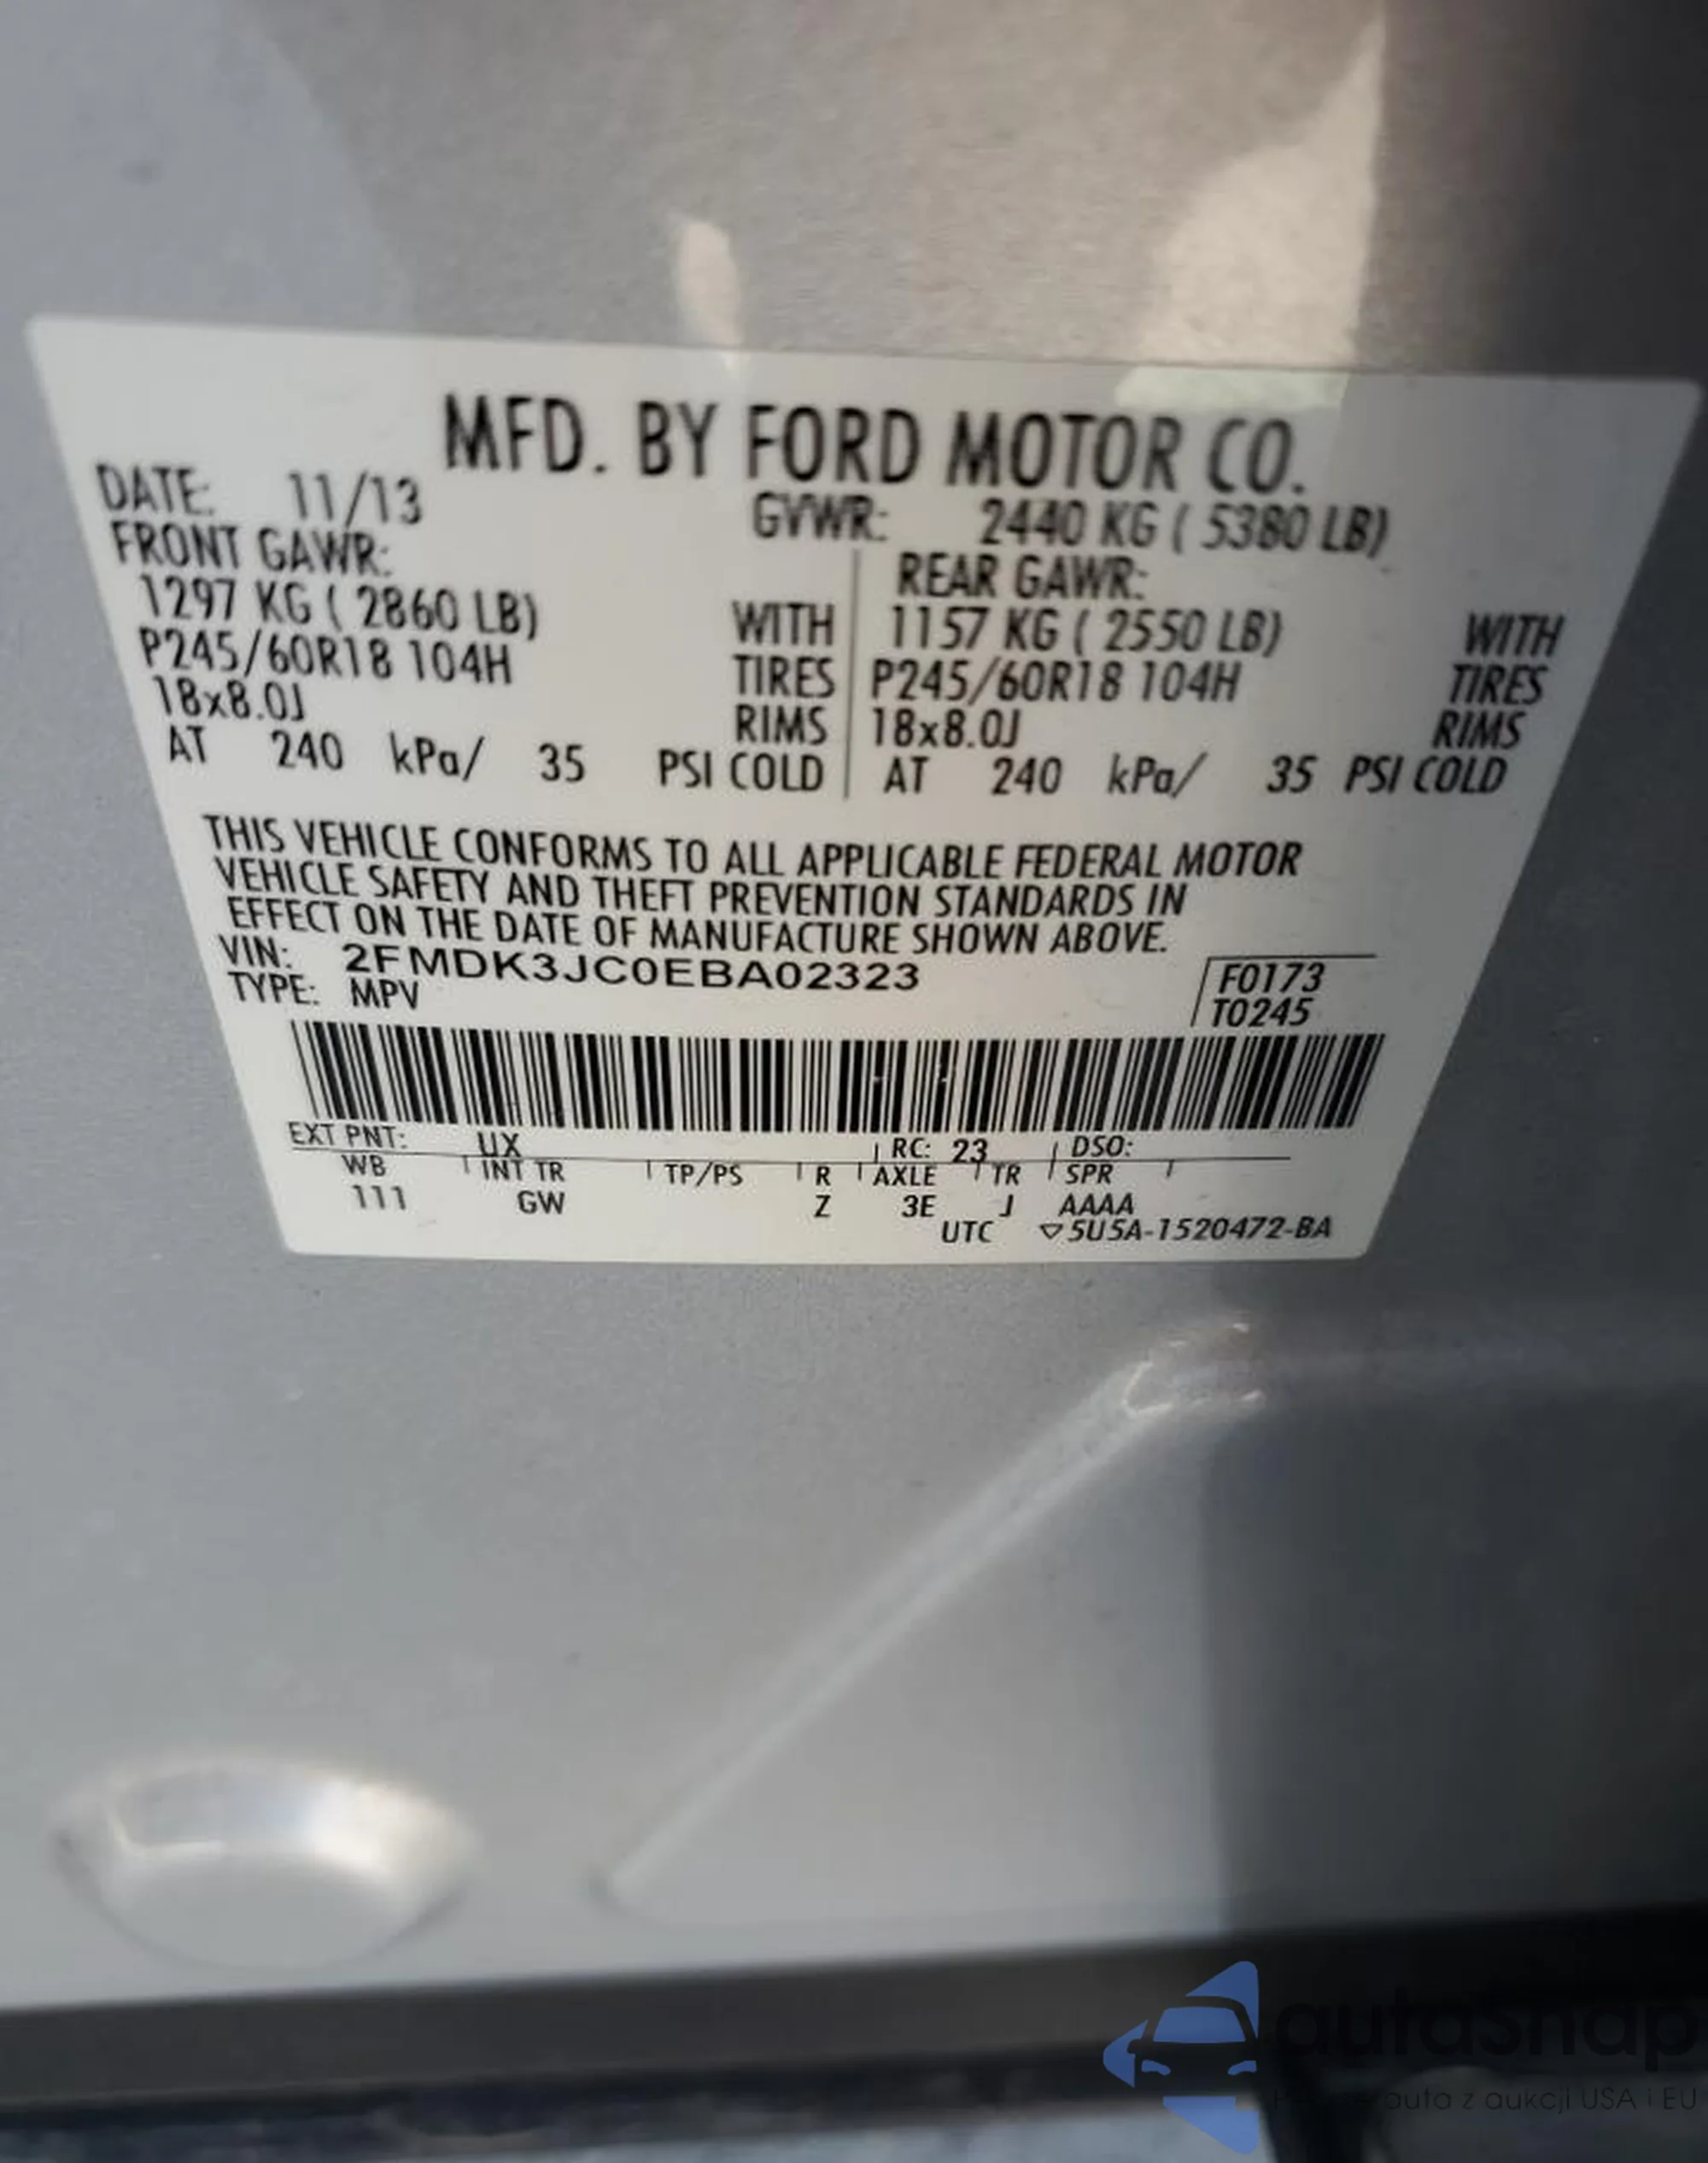 MFD. BY FORD MOTOR CO.
DATE: 11/13 GVWR: 2440 KG ( 5380 LB)
FRONT GAWR: REAR GAWR:
1297 KG ( 2860 LB) WITH 1157 KG ( 2550 LB) WITH
P245/60R18 104H TIRES P245/60R18 104H TIRES
18x8.0J RIMS 18x8.0J RIMS
AT 240 kPa/ 35 PSI COLD AT 240 kPa/ 35 PSI COLD
THIS VEHICLE CONFORMS TO ALL APPLICABLE FEDERAL MOTOR
VEHICLE SAFETY AND THEFT PREVENTION STANDARDS IN
EFFECT ON THE DATE OF MANUFACTURE SHOWN ABOVE.
VIN: 2FMDK3JC0EBA02323 F0173
TYPE: MPV T0245
EXT PNT: UX RC: 23 DSO:
WB INT TR TP/PS R AXLE TR SPR
111 GW Z 3E J AAAA
UTC ▽5U5A-1520472-BA
autosnap
auta z aukcji USA i EU